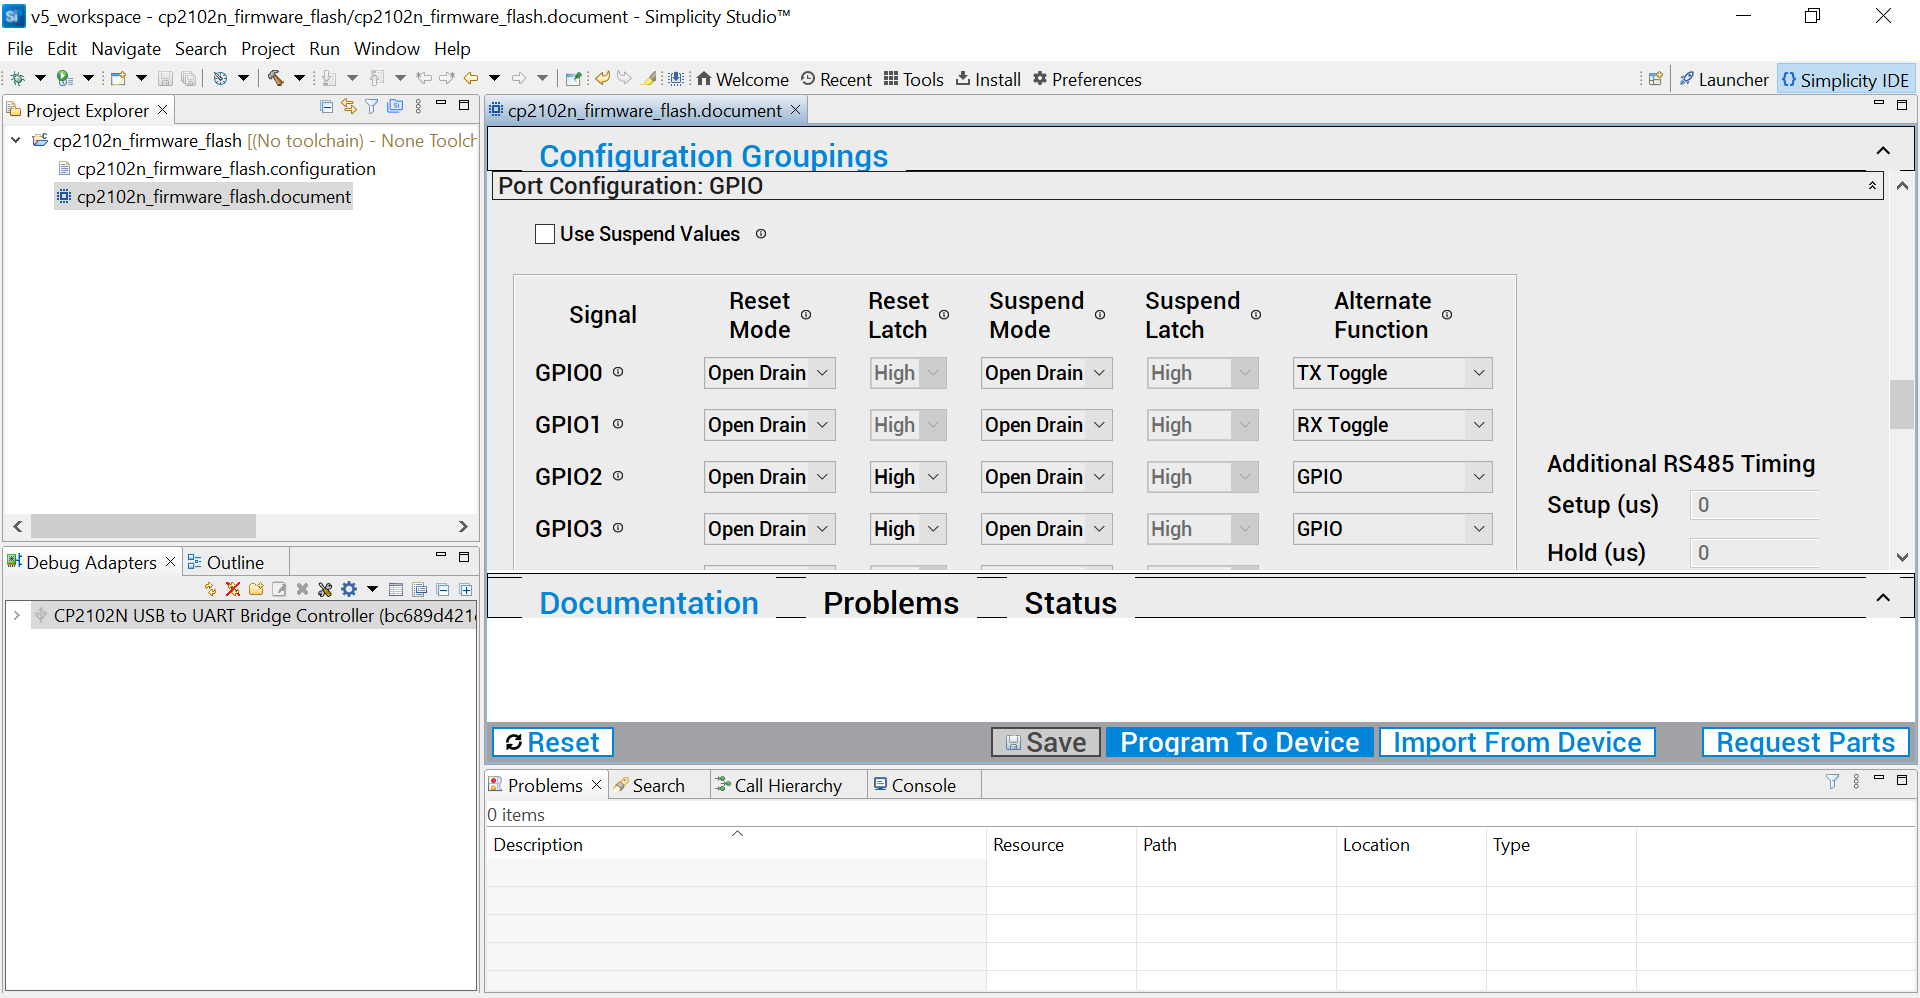 v5_workspace - cp2102n_firmware_flash/cp2102n_firmware_flash.document - Simplicity Studio™
File Edit Navigate Search Project Run Window Help
Welcome Recent Tools Install Preferences Launcher Simplicity IDE
Project Explorer
cp2102n_firmware_flash [(No toolchain) - None Toolch
cp2102n_firmware_flash.configuration
cp2102n_firmware_flash.document
Debug Adapters Outline
CP2102N USB to UART Bridge Controller (bc689d421
cp2102n_firmware_flash.document
Configuration Groupings
Port Configuration: GPIO
Use Suspend Values
Signal Reset Mode Reset Latch Suspend Mode Suspend Latch Alternate Function
GPIO0 Open Drain High Open Drain High TX Toggle
GPIO1 Open Drain High Open Drain High RX Toggle
GPIO2 Open Drain High Open Drain High GPIO
GPIO3 Open Drain High Open Drain High GPIO
Additional RS485 Timing
Setup (us) 0
Hold (us) 0
Documentation Problems Status
Reset Save Program To Device Import From Device Request Parts
Problems Search Call Hierarchy Console
0 items
Description Resource Path Location Type